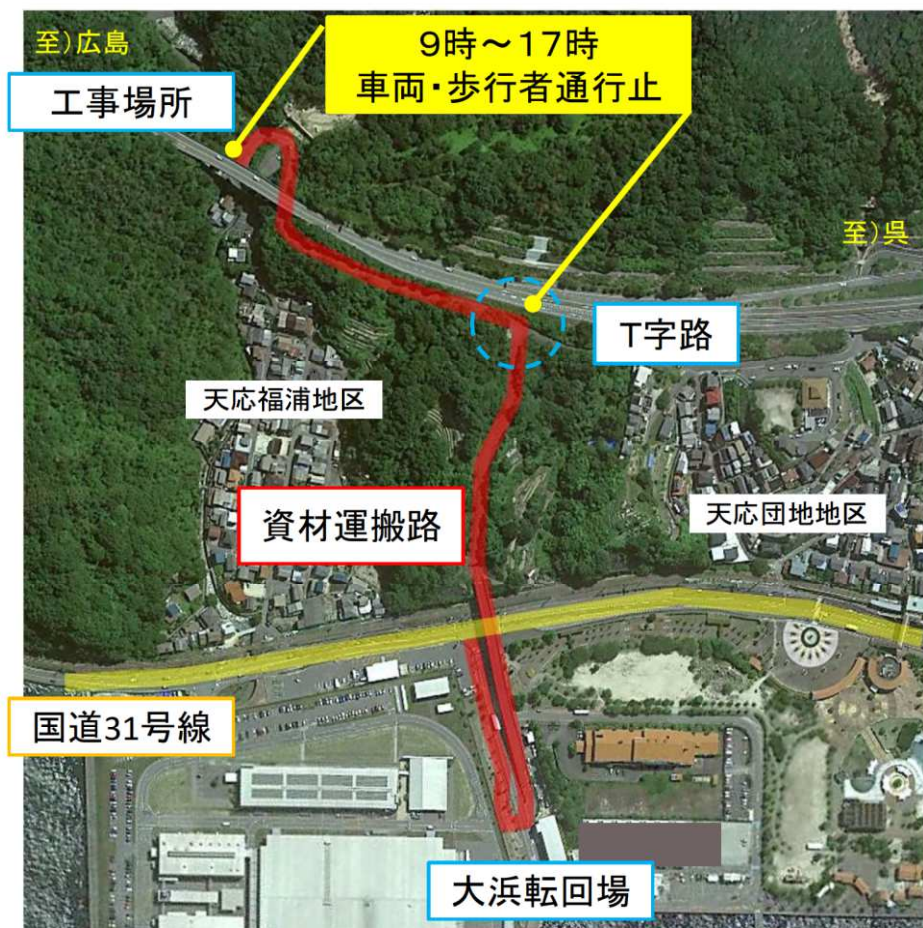 至）広島
9時～17時
車両・歩行者通行止
工事場所
至）呉
T字路
天応福浦地区
資材運搬路
天応団地地区
国道31号線
大浜転回場